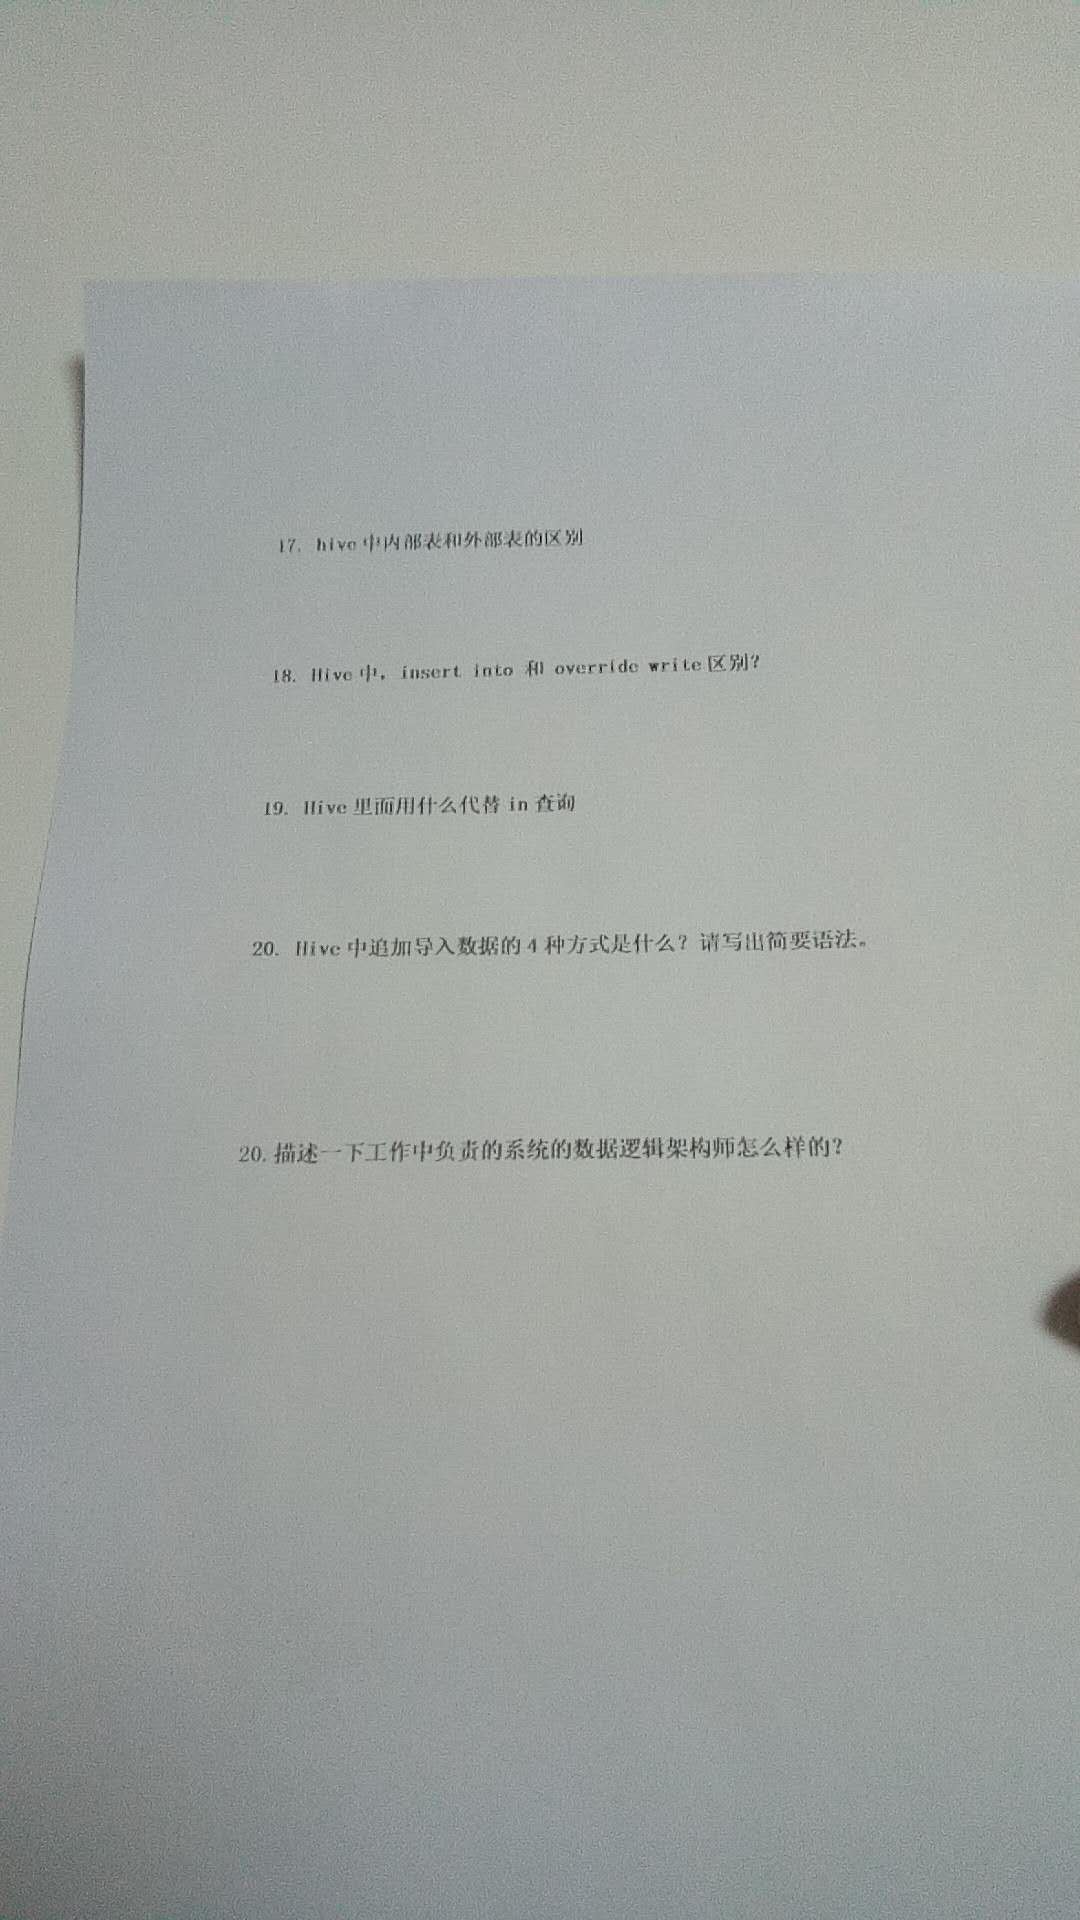 17. hive 中内部表和外部表的区别
18. Hive 中，insert into 和 override write 区别？
19. Hive 里面用什么代替 in 查询
20. Hive 中追加导入数据的 4 种方式是什么？请写出简要语法。
20. 描述一下工作中负责的系统的数据逻辑架构师怎么样的？